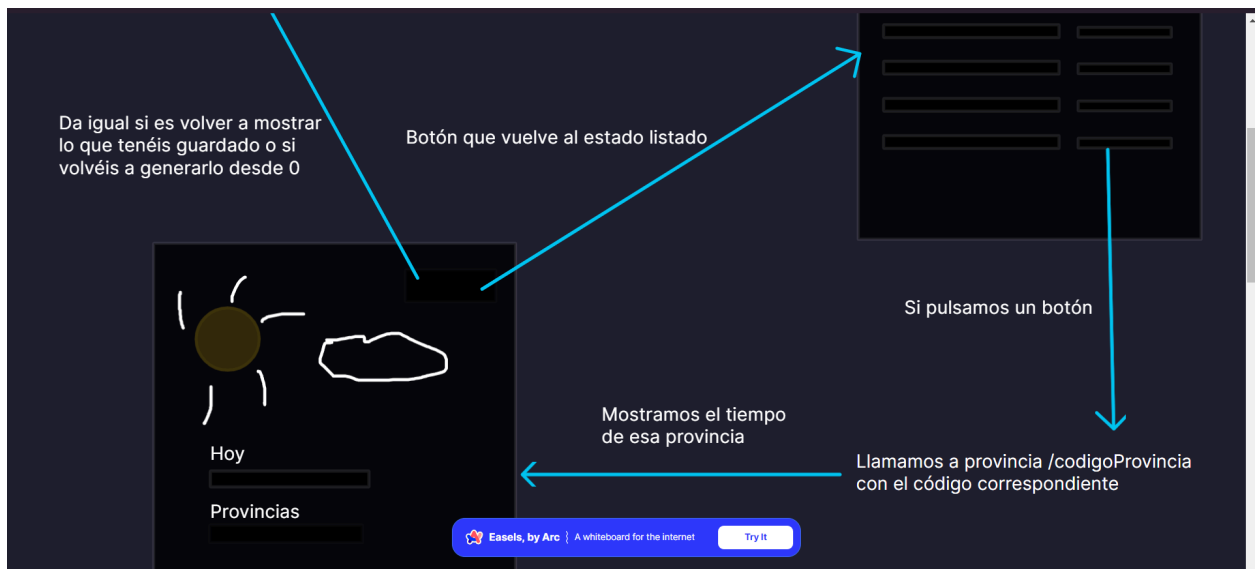 Da igual si es volver a mostrar
lo que tenéis guardado o si
volvéis a generarlo desde 0
Botón que vuelve al estado listado
Si pulsamos un botón
Mostramos el tiempo
de esa provincia
Llamamos a provincia /codigoProvincia
con el código correspondiente
Hoy
Provincias
Easels, by Arc
A whiteboard for the internet
Try It